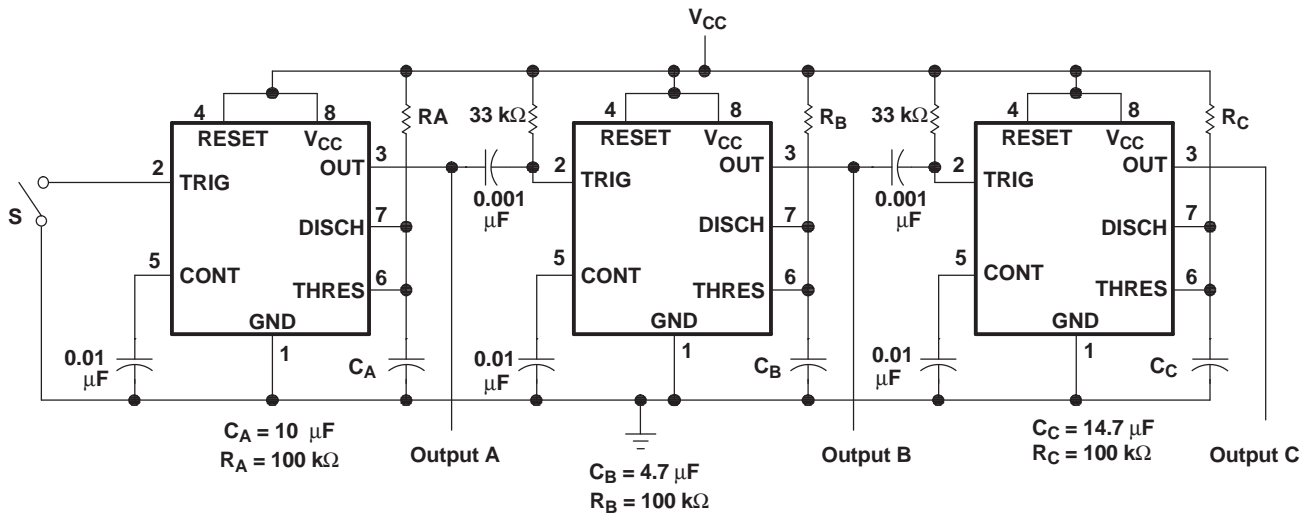 VCC
4
8
RESET
VCC
2
TRIG
OUT
3
DISCH
7
5
CONT
THRES
6
GND
1
S
0.01
μF
RA
CA
CA = 10 μF
RA = 100 kΩ
33 kΩ
0.001
μF
Output A
4
8
RESET
VCC
2
TRIG
OUT
3
DISCH
7
5
CONT
THRES
6
GND
1
0.01
μF
RB
CB
CB = 4.7 μF
RB = 100 kΩ
33 kΩ
0.001
μF
Output B
4
8
RESET
VCC
2
TRIG
OUT
3
DISCH
7
5
CONT
THRES
6
GND
1
0.01
μF
RC
CC
CC = 14.7 μF
RC = 100 kΩ
Output C